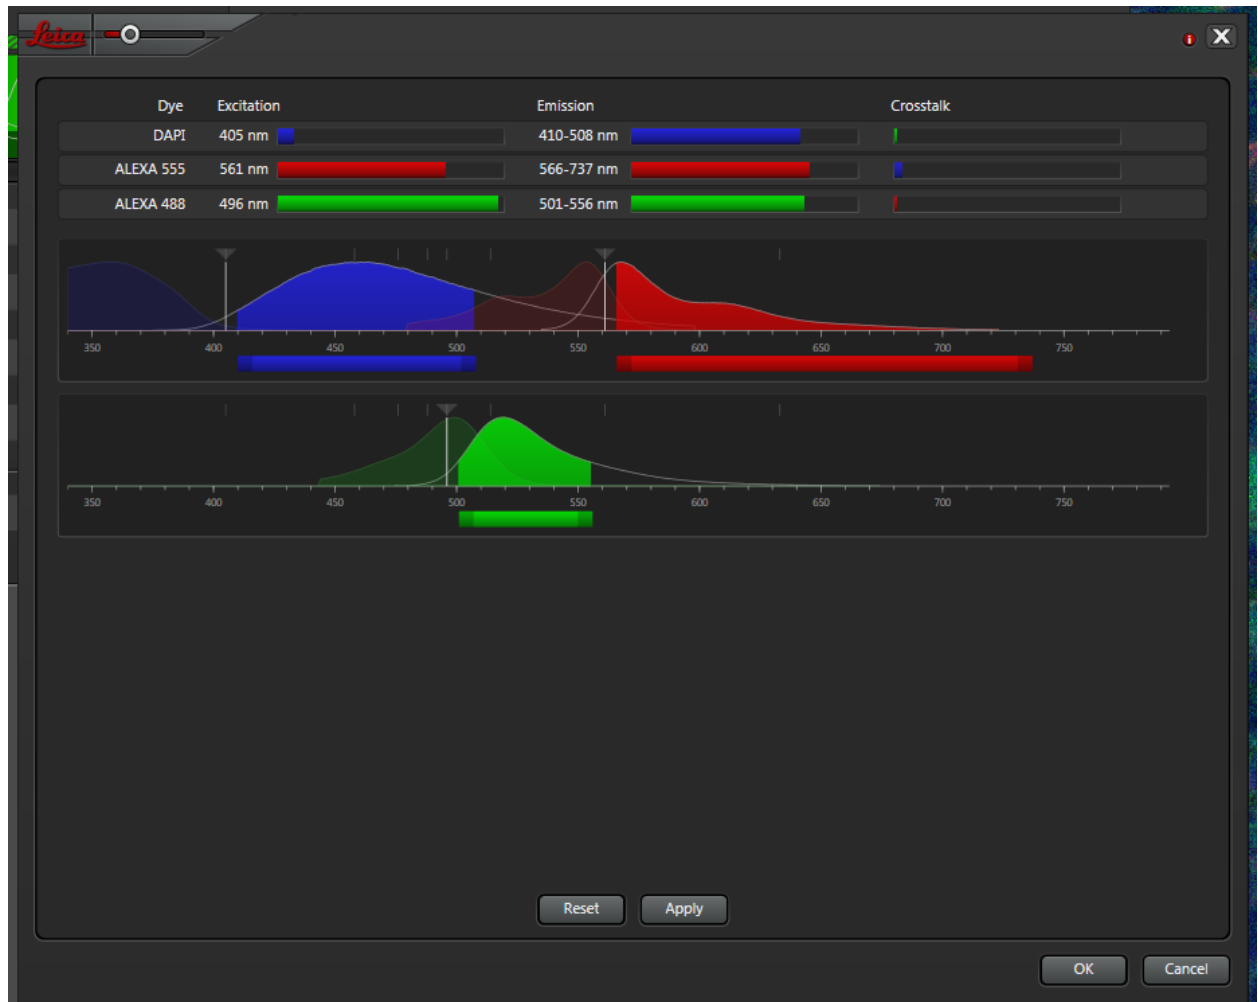 Leica
Dye Excitation Emission Crosstalk
DAPI 405 nm 410-508 nm
ALEXA 555 561 nm 566-737 nm
ALEXA 488 496 nm 501-556 nm
350 400 450 500 550 600 650 700 750
350 400 450 500 550 600 650 700 750
Reset Apply
OK Cancel